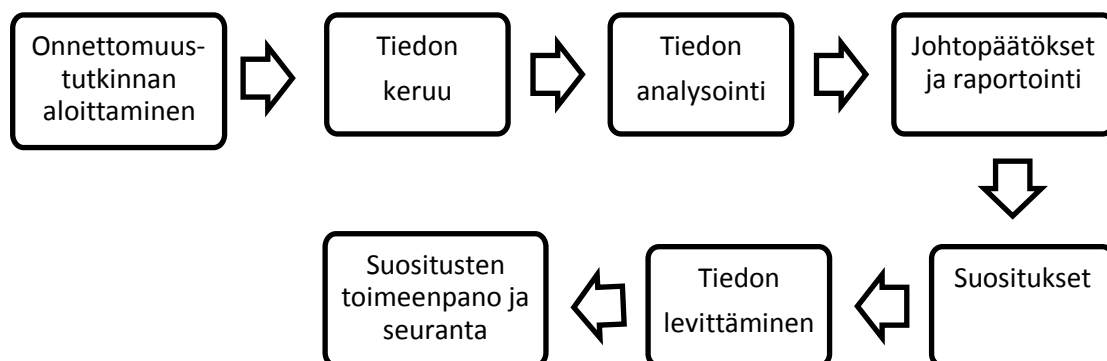 Onnettomuus-
tutkinnan
aloittaminen
Tiedon
keruu
Tiedon
analysointi
Johtopäätökset
ja raportointi
Suositukset
Tiedon
levittäminen
Suositusten
toimeenpano ja
seuranta